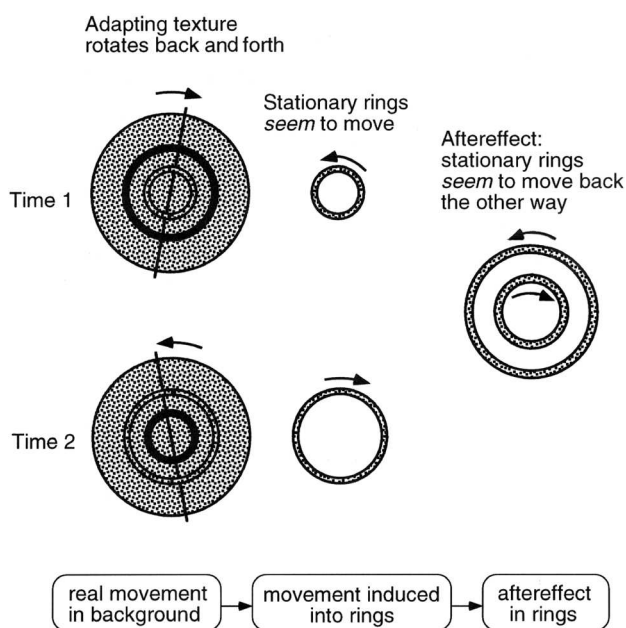 Adapting texture
rotates back and forth
Stationary rings
seem to move
Aftereffect:
stationary rings
seem to move back
the other way
Time 1
Time 2
real movement
in background
movement induced
into rings
aftereffect
in rings